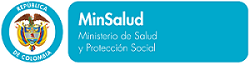 REPÚBLICA
DE COLOMBIA
MinSalud
Ministerio de Salud
y Protección Social